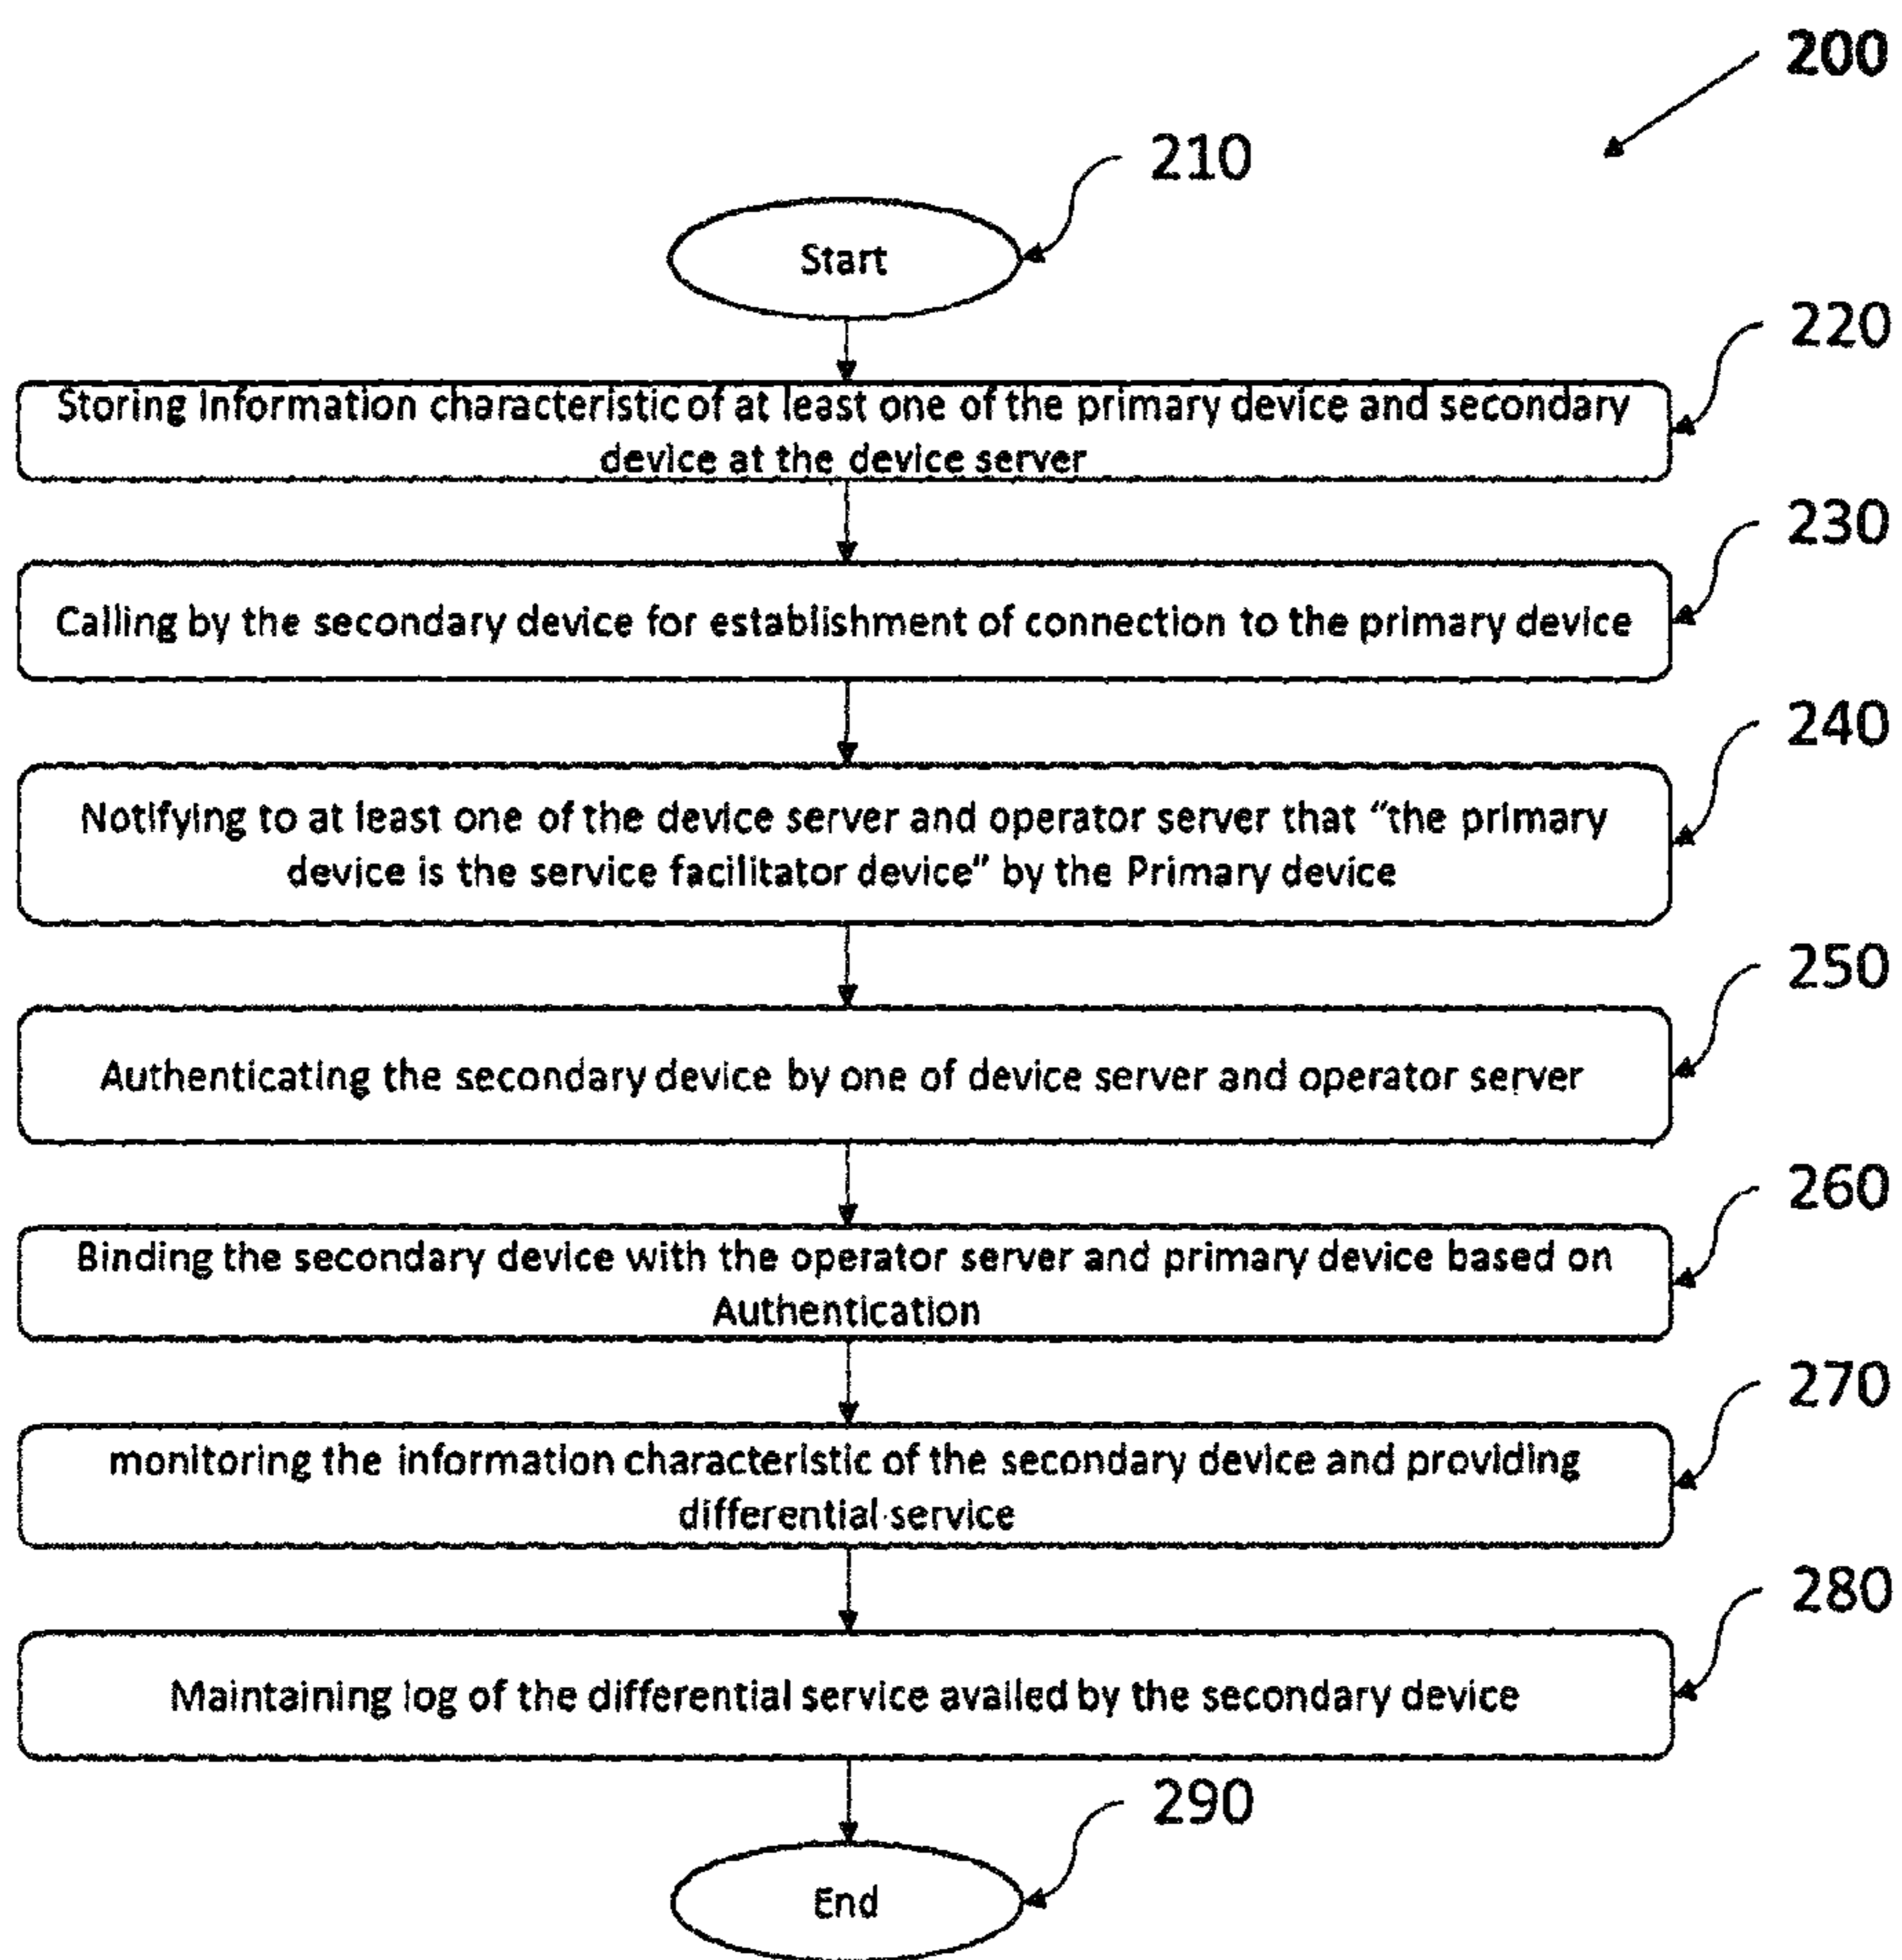 200
210
Start
220
Storing Information characteristic of at least one of the primary device and secondary
device at the device server
230
Calling by the secondary device for establishment of connection to the primary device
240
Notifying to at least one of the device server and operator server that “the primary
device is the service facilitator device” by the Primary device
250
Authenticating the secondary device by one of device server and operator server
260
Binding the secondary device with the operator server and primary device based on
Authentication
270
monitoring the information characteristic of the secondary device and providing
differential service
280
Maintaining log of the differential service availed by the secondary device
290
End